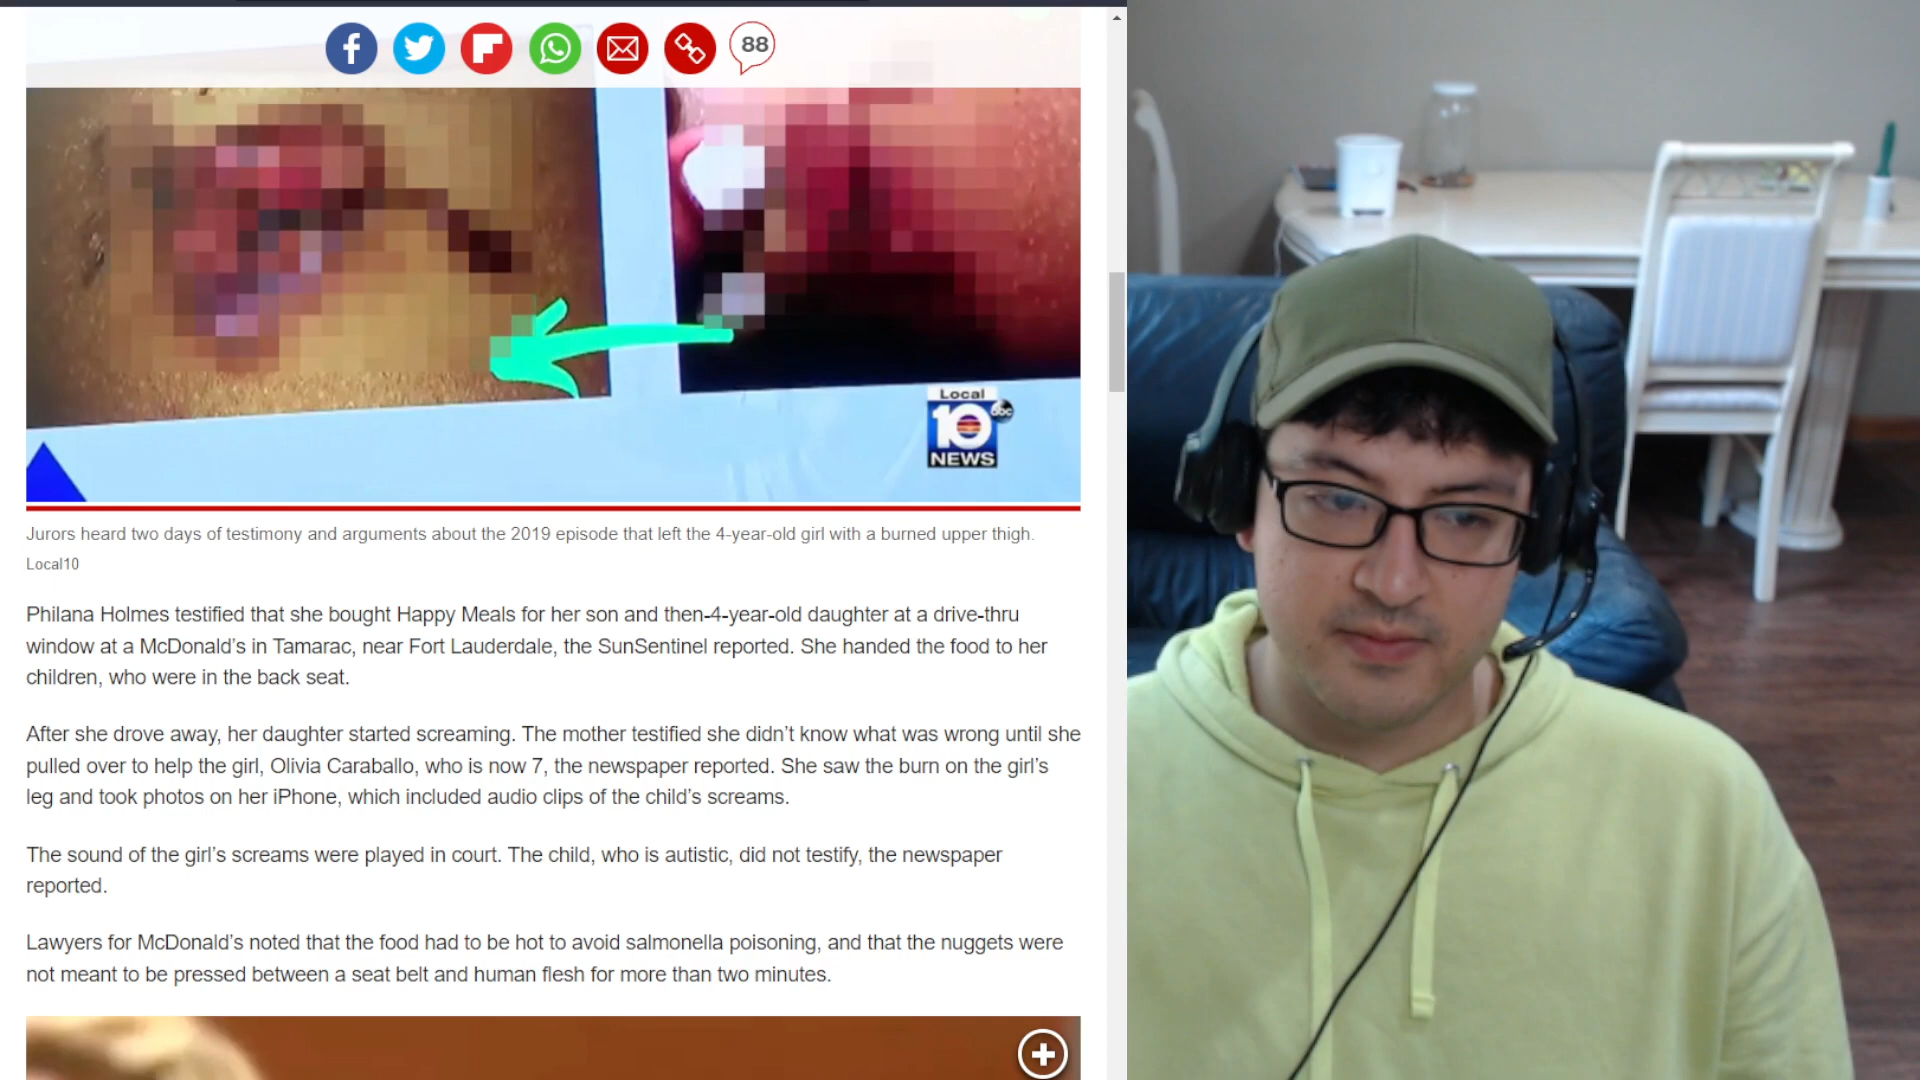 88
Local
10
abc
NEWS
Jurors heard two days of testimony and arguments about the 2019 episode that left the 4-year-old girl with a burned upper thigh.
Local10
Philana Holmes testified that she bought Happy Meals for her son and then-4-year-old daughter at a drive-thru
window at a McDonald’s in Tamarac, near Fort Lauderdale, the SunSentinel reported. She handed the food to her
children, who were in the back seat.
After she drove away, her daughter started screaming. The mother testified she didn’t know what was wrong until she
pulled over to help the girl, Olivia Caraballo, who is now 7, the newspaper reported. She saw the burn on the girl’s
leg and took photos on her iPhone, which included audio clips of the child’s screams.
The sound of the girl’s screams were played in court. The child, who is autistic, did not testify, the newspaper
reported.
Lawyers for McDonald’s noted that the food had to be hot to avoid salmonella poisoning, and that the nuggets were
not meant to be pressed between a seat belt and human flesh for more than two minutes.